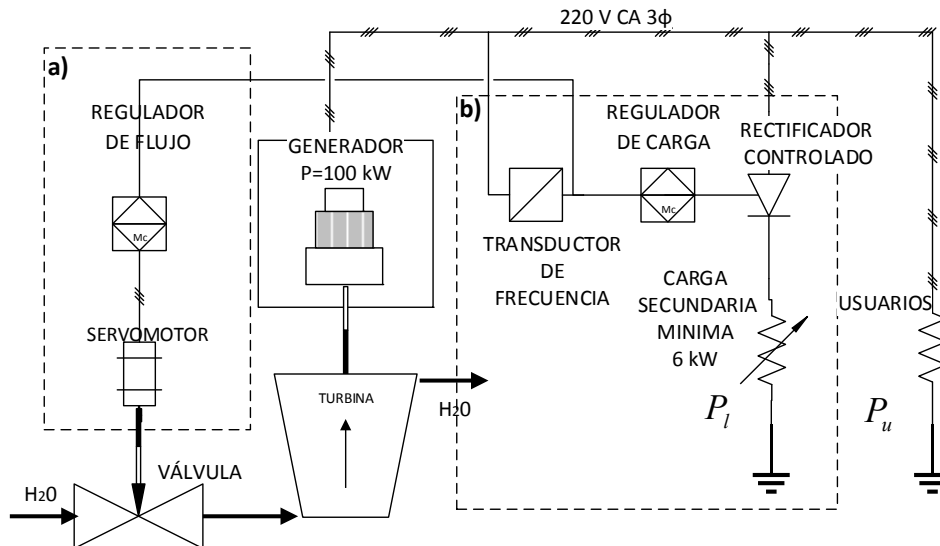 220 V CA 3ϕ
a)
REGULADOR
DE FLUJO
Mc
SERVOMOTOR
GENERADOR
P=100 kW
b)
REGULADOR
DE CARGA
Mc
RECTIFICADOR
CONTROLADO
TRANSDUCTOR
DE
FRECUENCIA
CARGA
SECUNDARIA
MINIMA
6 kW
USUARIOS
P_l
P_u
TURBINA
H20
VÁLVULA
H20